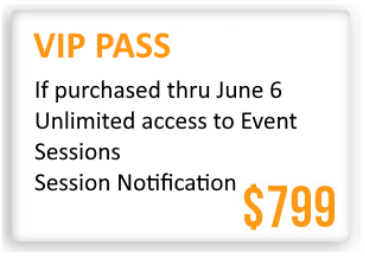 VIP PASS
If purchased thru June 6
Unlimited access to Event
Sessions
Session Notification
$799